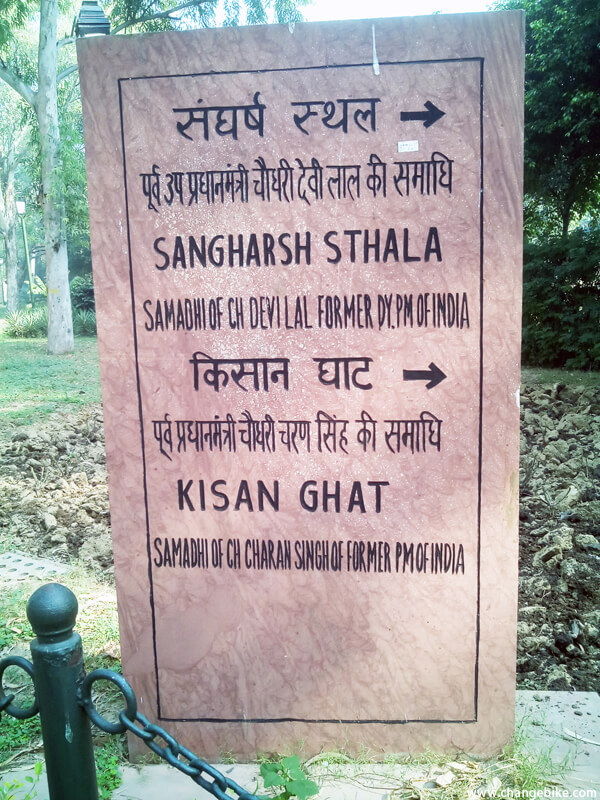 संघर्ष स्थल →
पूर्व उप प्रधानमंत्री चौधरी देवी लाल की समाधि
SANGHARSH STHALA
SAMADHI OF CH DEVI LAL FORMER DY.PM OF INDIA
किसान घाट →
पूर्व प्रधानमंत्री चौधरी चरण सिंह की समाधि
KISAN GHAT
SAMADHI OF CH CHARAN SINGH OF FORMER PM OF INDIA
www.changebike.com